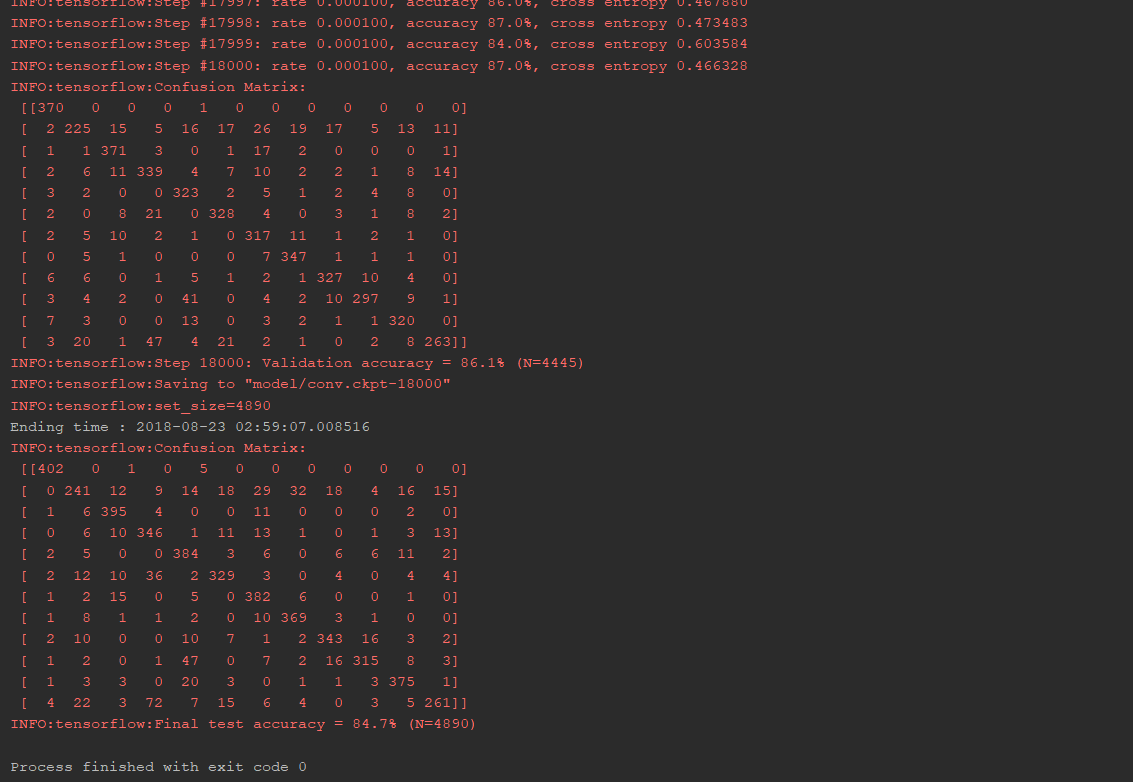 INFO:tensorflow:Step #17997: rate 0.000100, accuracy 86.0%, cross entropy 0.467880
INFO:tensorflow:Step #17998: rate 0.000100, accuracy 87.0%, cross entropy 0.473483
INFO:tensorflow:Step #17999: rate 0.000100, accuracy 84.0%, cross entropy 0.603584
INFO:tensorflow:Step #18000: rate 0.000100, accuracy 87.0%, cross entropy 0.466328
INFO:tensorflow:Confusion Matrix:
[[370 0 0 0 1 0 0 0 0 0 0 0]
[ 2 225 15 5 16 17 26 19 17 5 13 11]
[ 1 1 371 3 0 1 17 2 0 0 0 1]
[ 2 6 11 339 4 7 10 2 2 1 8 14]
[ 3 2 0 0 323 2 5 1 2 4 8 0]
[ 2 0 8 21 0 328 4 0 3 1 8 2]
[ 2 5 10 2 1 0 317 11 1 2 1 0]
[ 0 5 1 0 0 0 7 347 1 1 1 0]
[ 6 6 0 1 5 1 2 1 327 10 4 0]
[ 3 4 2 0 41 0 4 2 10 297 9 1]
[ 7 3 0 0 13 0 3 2 1 1 320 0]
[ 3 20 1 47 4 21 2 1 0 2 8 263]]
INFO:tensorflow:Step 18000: Validation accuracy = 86.1% (N=4445)
INFO:tensorflow:Saving to "model/conv.ckpt-18000"
INFO:tensorflow:set_size=4890
Ending time : 2018-08-23 02:59:07.008516
INFO:tensorflow:Confusion Matrix:
[[402 0 1 0 5 0 0 0 0 0 0 0]
[ 0 241 12 9 14 18 29 32 18 4 16 15]
[ 1 6 395 4 0 0 11 0 0 0 2 0]
[ 0 6 10 346 1 11 13 1 0 1 3 13]
[ 2 5 0 0 384 3 6 0 6 6 11 2]
[ 2 12 10 36 2 329 3 0 4 0 4 4]
[ 1 2 15 0 5 0 382 6 0 0 1 0]
[ 1 8 1 1 2 0 10 369 3 1 0 0]
[ 2 10 0 0 10 7 1 2 343 16 3 2]
[ 1 2 0 1 47 0 7 2 16 315 8 3]
[ 1 3 3 0 20 3 0 1 1 3 375 1]
[ 4 22 3 72 7 15 6 4 0 3 5 261]]
INFO:tensorflow:Final test accuracy = 84.7% (N=4890)
Process finished with exit code 0